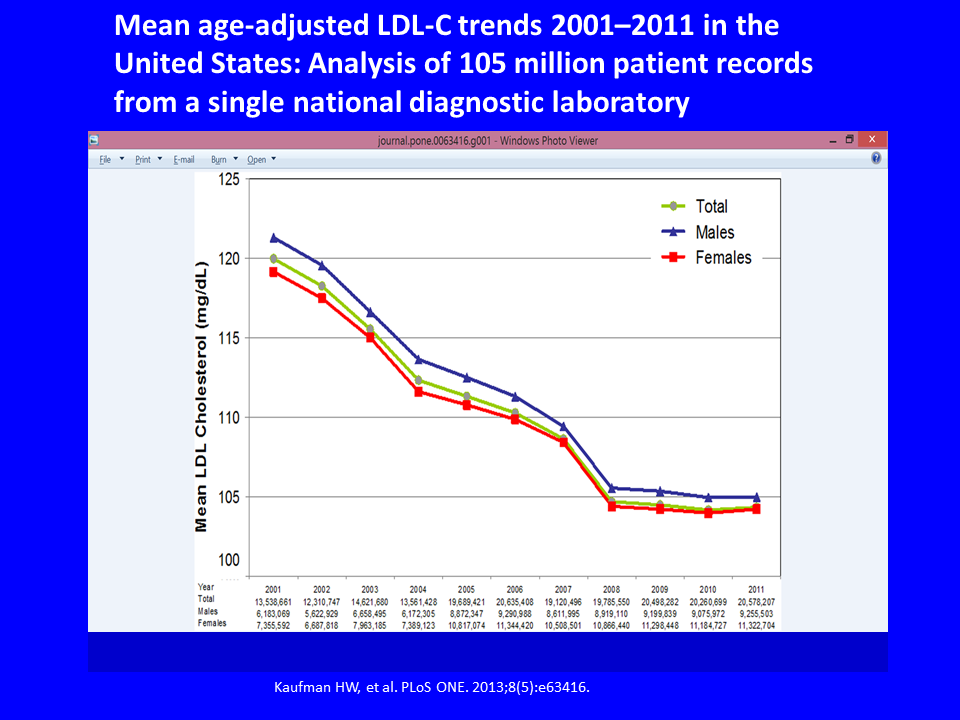 Mean age-adjusted LDL-C trends 2001–2011 in the
United States: Analysis of 105 million patient records
from a single national diagnostic laboratory
journal.pone.0063416.g001 - Windows Photo Viewer
File Print E-mail Burn Open
125
120
115
110
105
100
Mean LDL Cholesterol (mg/dL)
Total
Males
Females
Year 2001 2002 2003 2004 2005 2006 2007 2008 2009 2010 2011
Total 13,538,661 12,310,747 14,621,680 13,561,428 19,689,421 20,635,408 19,120,496 19,785,550 20,498,282 20,260,699 20,578,207
Males 6,183,069 5,622,929 6,658,495 6,172,305 8,872,347 9,290,988 8,611,995 8,919,110 9,199,839 9,075,972 9,255,503
Females 7,355,592 6,687,818 7,963,185 7,389,123 10,817,074 11,344,420 10,508,501 10,866,440 11,298,448 11,184,727 11,322,704
Kaufman HW, et al. PLoS ONE. 2013;8(5):e63416.